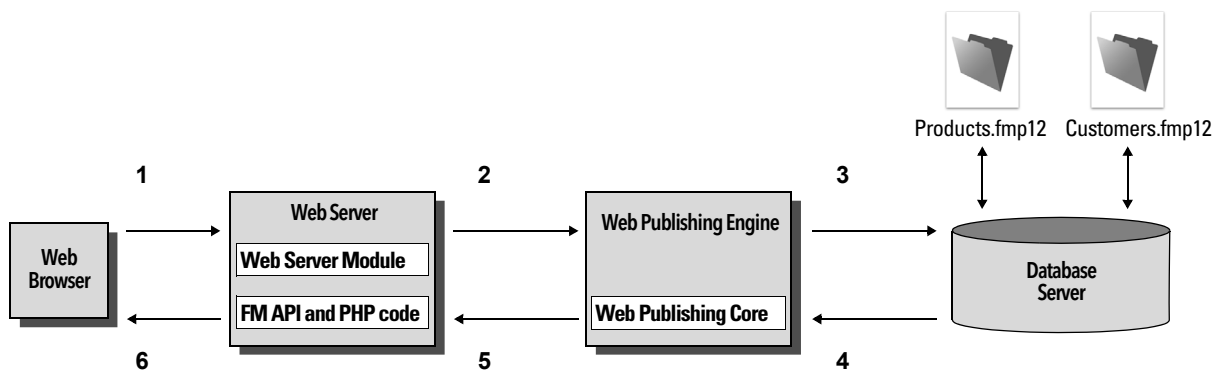 Products.fmp12 Customers.fmp12
1 2 3
Web Browser
Web Server
Web Server Module
FM API and PHP code
Web Publishing Engine
Web Publishing Core
Database
Server
6 5 4